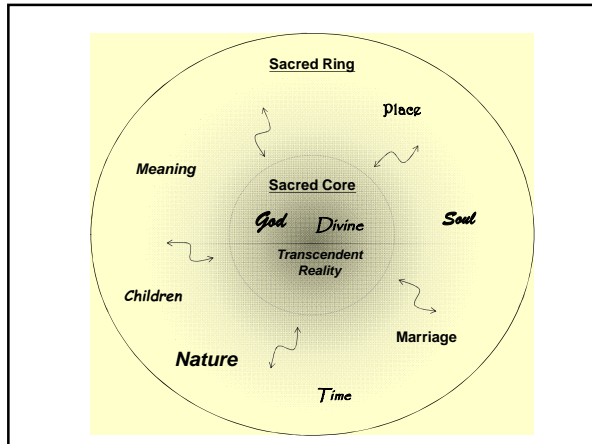 Sacred Ring
Place
Meaning
Sacred Core
God Divine
Soul
Transcendent
Reality
Children
Marriage
Nature
Time